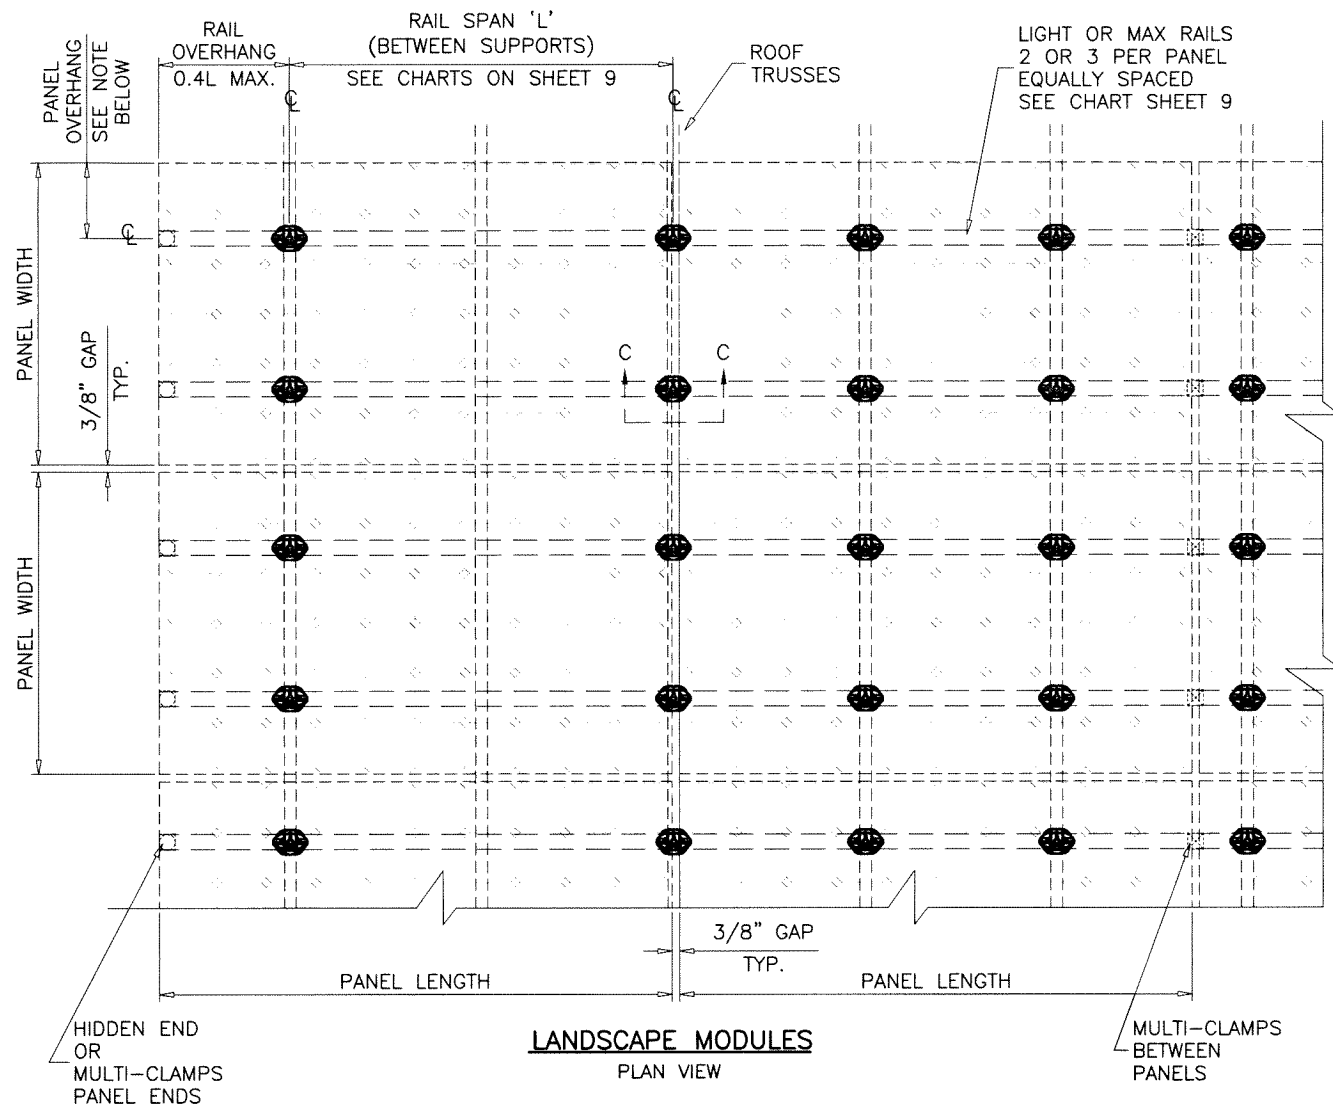 RAIL
OVERHANG
0.4L MAX.
RAIL SPAN 'L'
(BETWEEN SUPPORTS)
SEE CHARTS ON SHEET 9
ROOF
TRUSSES
LIGHT OR MAX RAILS
2 OR 3 PER PANEL
EQUALLY SPACED
SEE CHART SHEET 9
PANEL
OVERHANG
SEE NOTE
BELOW
℄
℄
℄
PANEL WIDTH
3/8" GAP
TYP.
C
C
PANEL WIDTH
3/8" GAP
TYP.
PANEL LENGTH
PANEL LENGTH
HIDDEN END
OR
MULTI-CLAMPS
PANEL ENDS
LANDSCAPE MODULES
PLAN VIEW
MULTI-CLAMPS
BETWEEN
PANELS